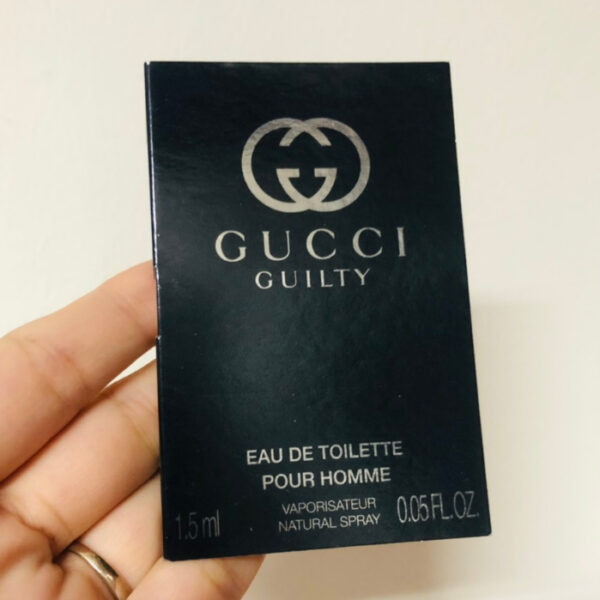 GUCCI
GUILTY
EAU DE TOILETTE
POUR HOMME
VAPORISATEUR
1.5 ml NATURAL SPRAY 0.05 FL.OZ.